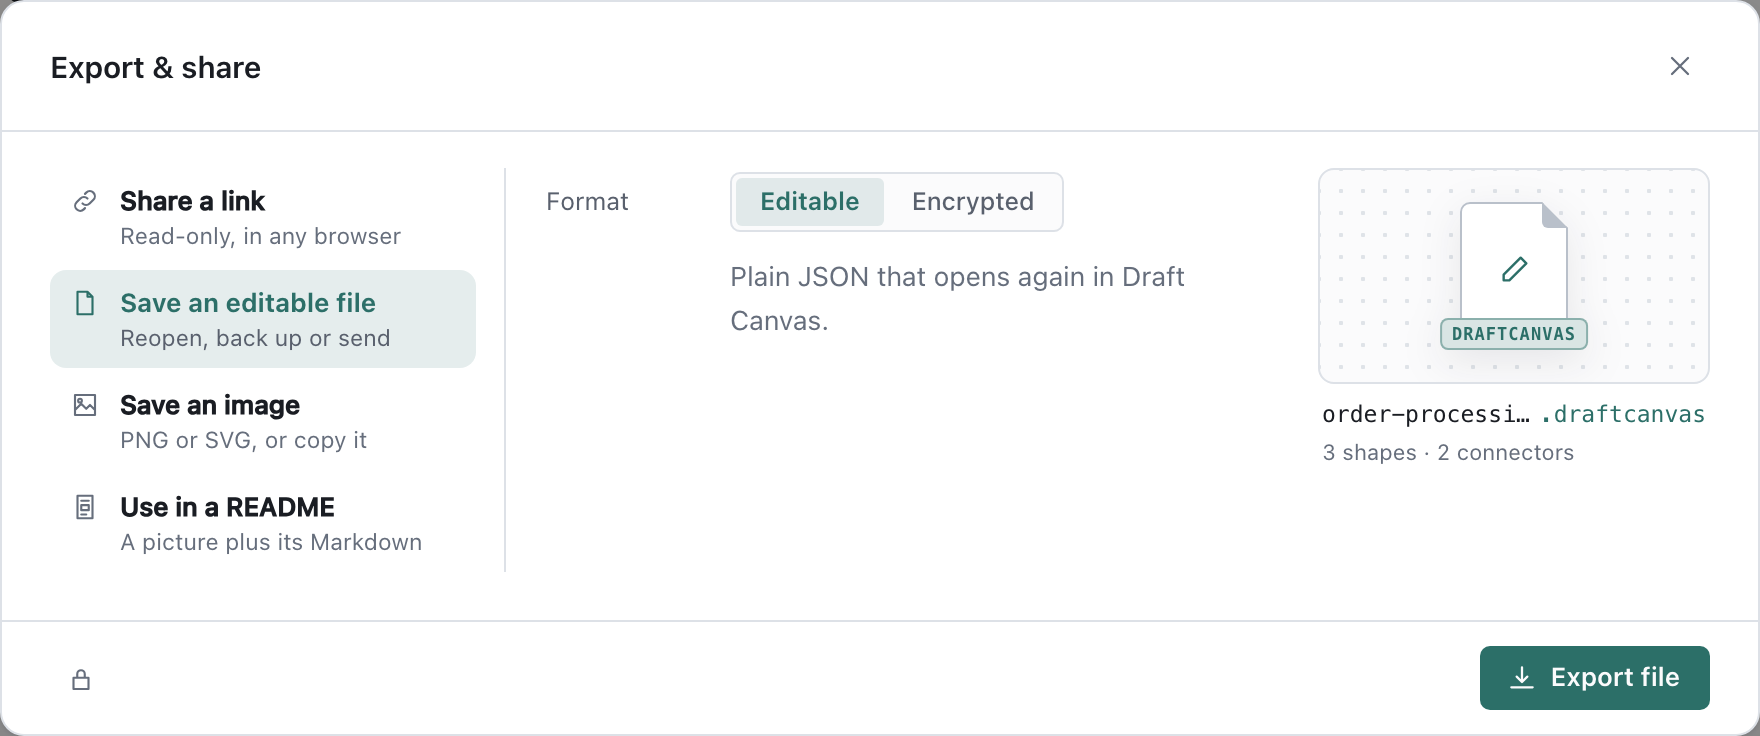 Export & share
Share a link
Read-only, in any browser
Save an editable file
Reopen, back up or send
Save an image
PNG or SVG, or copy it
Use in a README
A picture plus its Markdown
Format
Editable
Encrypted
Plain JSON that opens again in Draft
Canvas.
DRAFTCANVAS
order-processi… .draftcanvas
3 shapes · 2 connectors
Export file